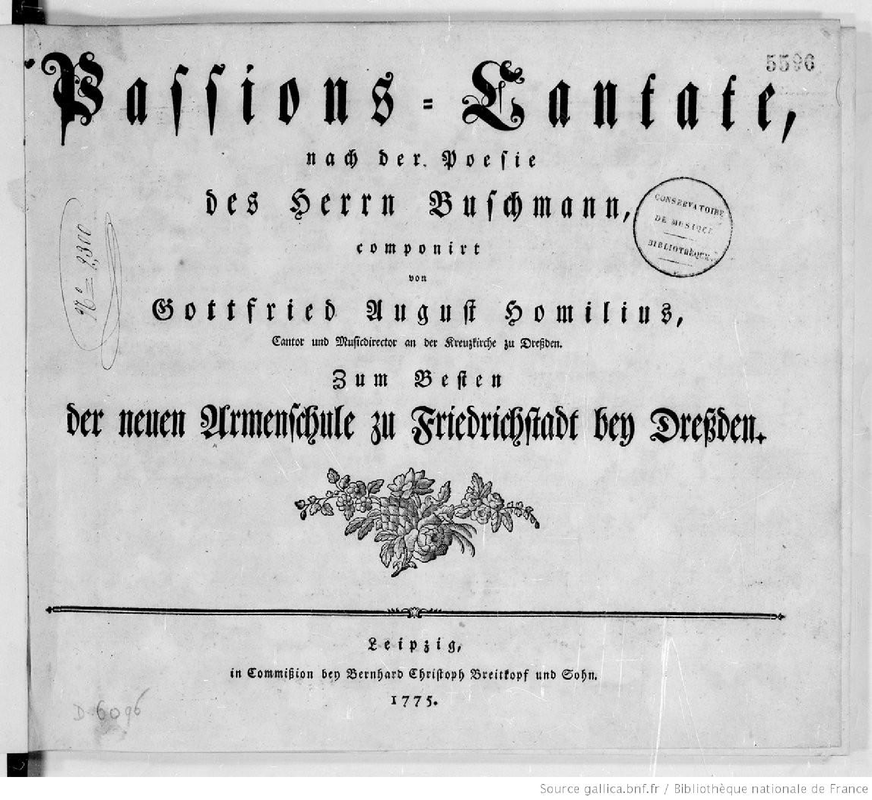 5596
Passions-Cantate,
nach der Poesie
des Herrn Buschmann,
CONSERVATOIRE
DE MUSIQUE
BIBLIOTHÈQUE.
componirt
von
Nº 2300
Gottfried August Homilius,
Cantor und Musicdirector an der Kreuzkirche zu Dreßden.
Zum Besten
der neuen Armenschule zu Friedrichstadt bey Dreßden.
Leipzig,
in Commißion bey Bernhard Christoph Breitkopf und Sohn.
1775.
D. 6096
Source gallica.bnf.fr / Bibliothèque nationale de France